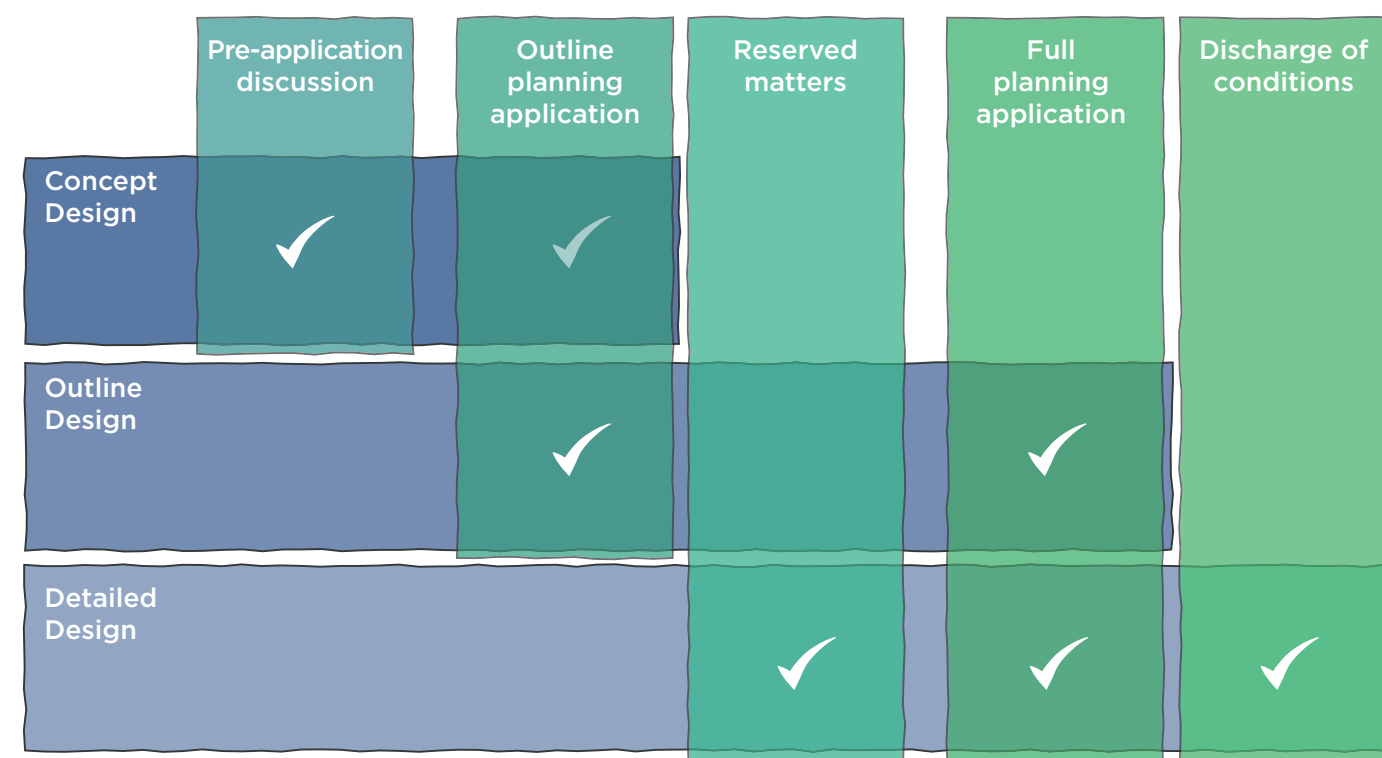 Pre-application
discussion
Outline
planning
application
Reserved
matters
Full
planning
application
Discharge of
conditions
Concept
Design
Outline
Design
Detailed
Design